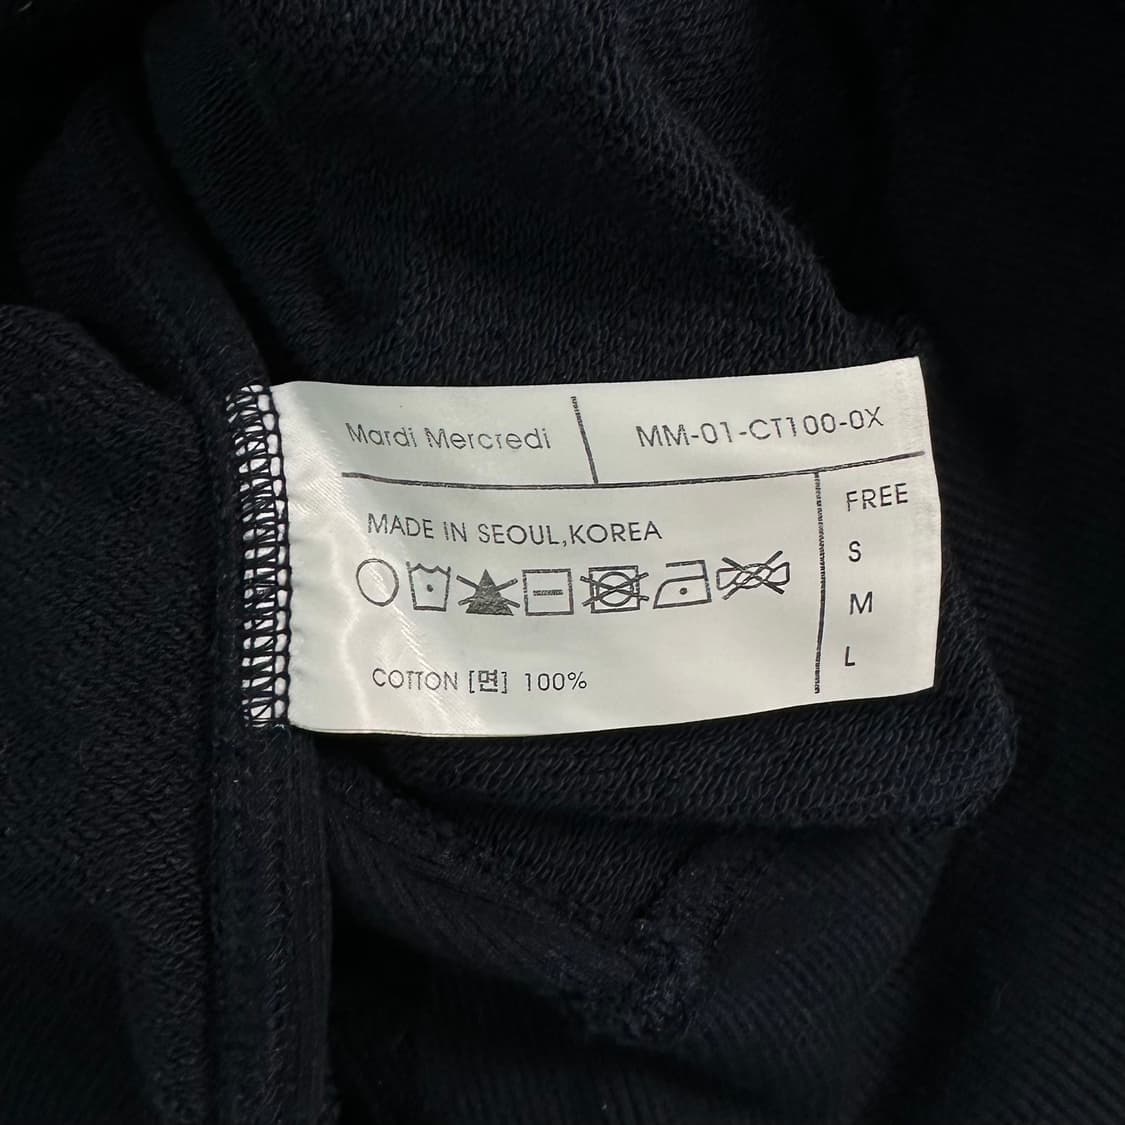 Mardi Mercredi
MM-01-CT100-0X
MADE IN SEOUL,KOREA
COTTON [면] 100%
FREE
S
M
L